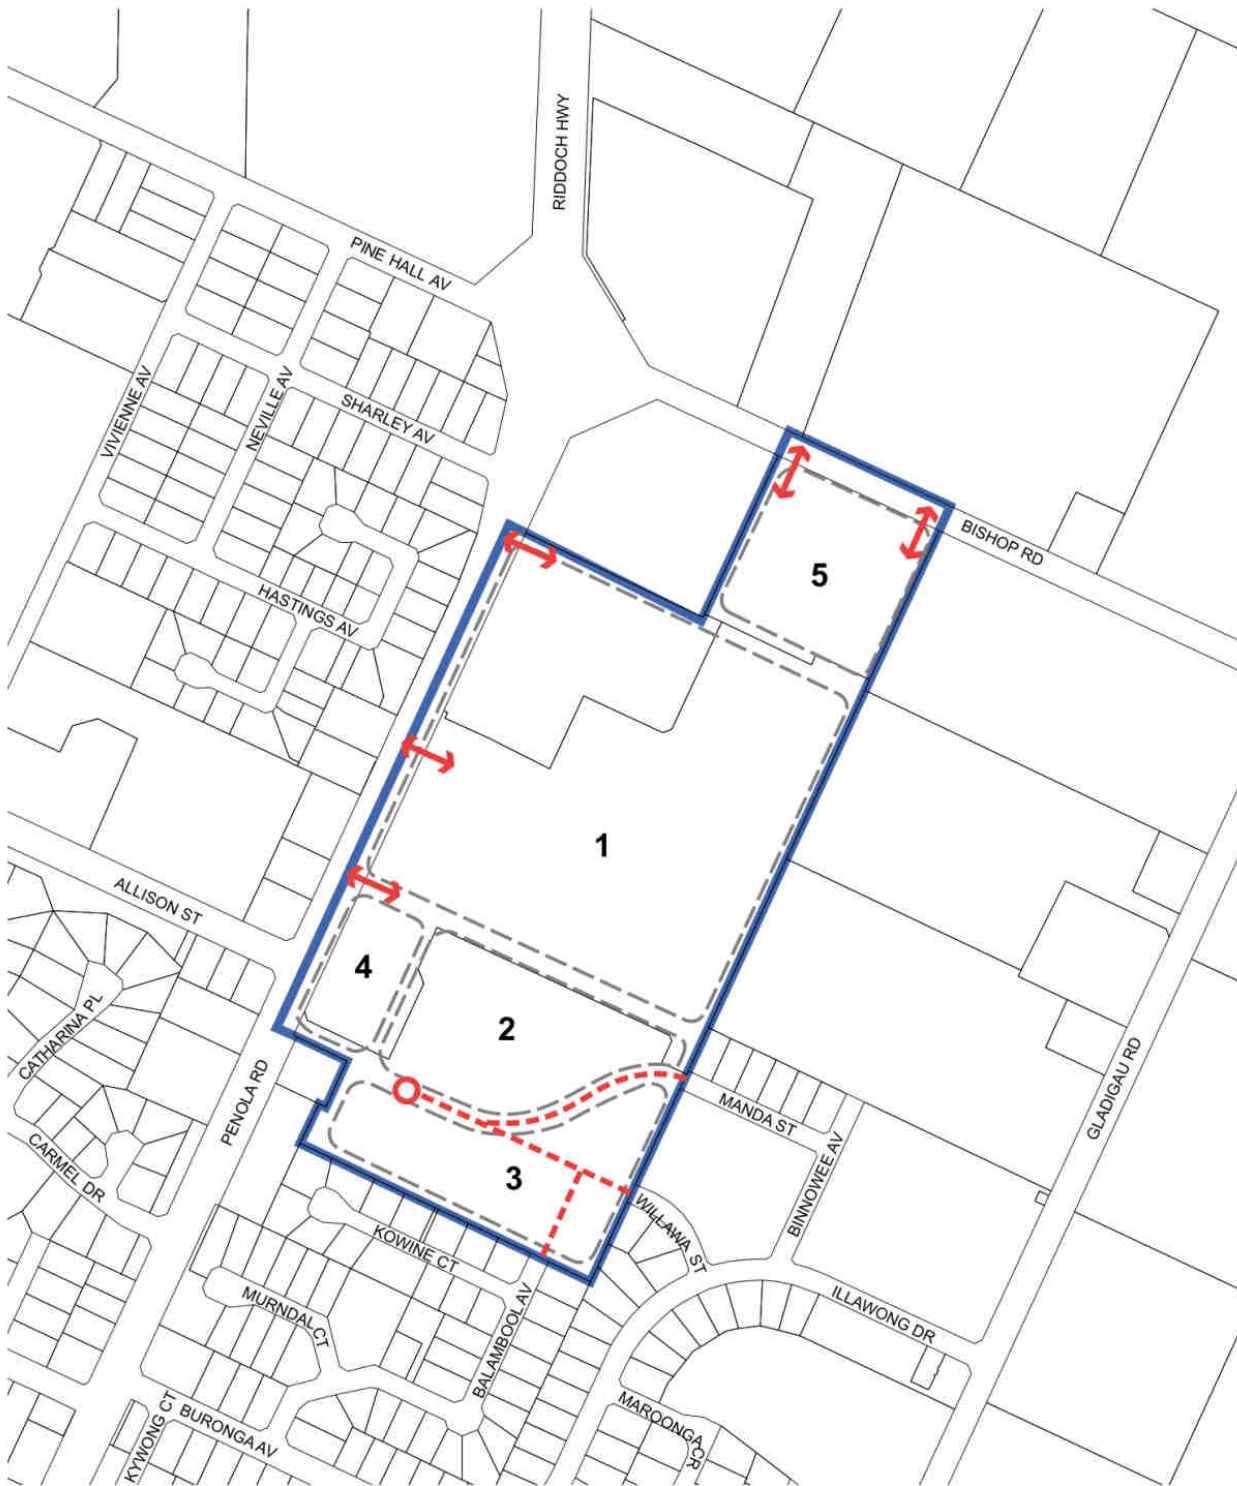 RIDDOCH HWY
PINE HALL AV
VIVIENNE AV
NEVILLE AV
SHARLEY AV
BISHOP RD
5
HASTINGS AV
1
ALLISON ST
4
CATHARINA PL
2
PENOLA RD
MANDA ST
GLADIGAU RD
CARMEL DR
BINNOWEE AV
3
WILLAWA ST
KOWINE CT
MURNDAL CT
BALAMBOOL AV
ILLAWONG DR
KYWONG CT
BURONGA AV
MAROONGA CR